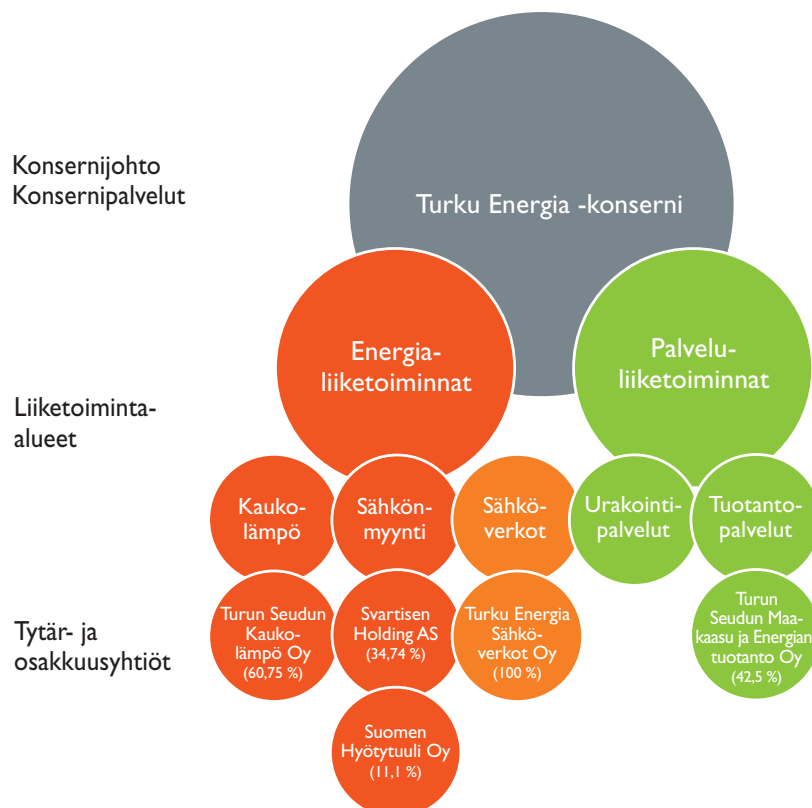 Konsernijohto
Konsernipalvelut
Turku Energia -konserni
Energia-
liiketoiminnat
Palvelu-
liiketoiminnat
Liiketoiminta-
alueet
Kauko-
lämpö
Sähkön-
myynti
Sähkö-
verkot
Urakointi-
palvelut
Tuotanto-
palvelut
Tytär- ja
osakkuusyhtiöt
Turun Seudun
Kauko-
lämpö Oy
(60,75 %)
Svartisen
Holding AS
(34,74 %)
Turku Energia
Sähkö-
verkot Oy
(100 %)
Turun
Seudun Maa-
kaasu ja Energian
tuotanto Oy
(42,5 %)
Suomen
Hyötytuuli Oy
(11,1 %)